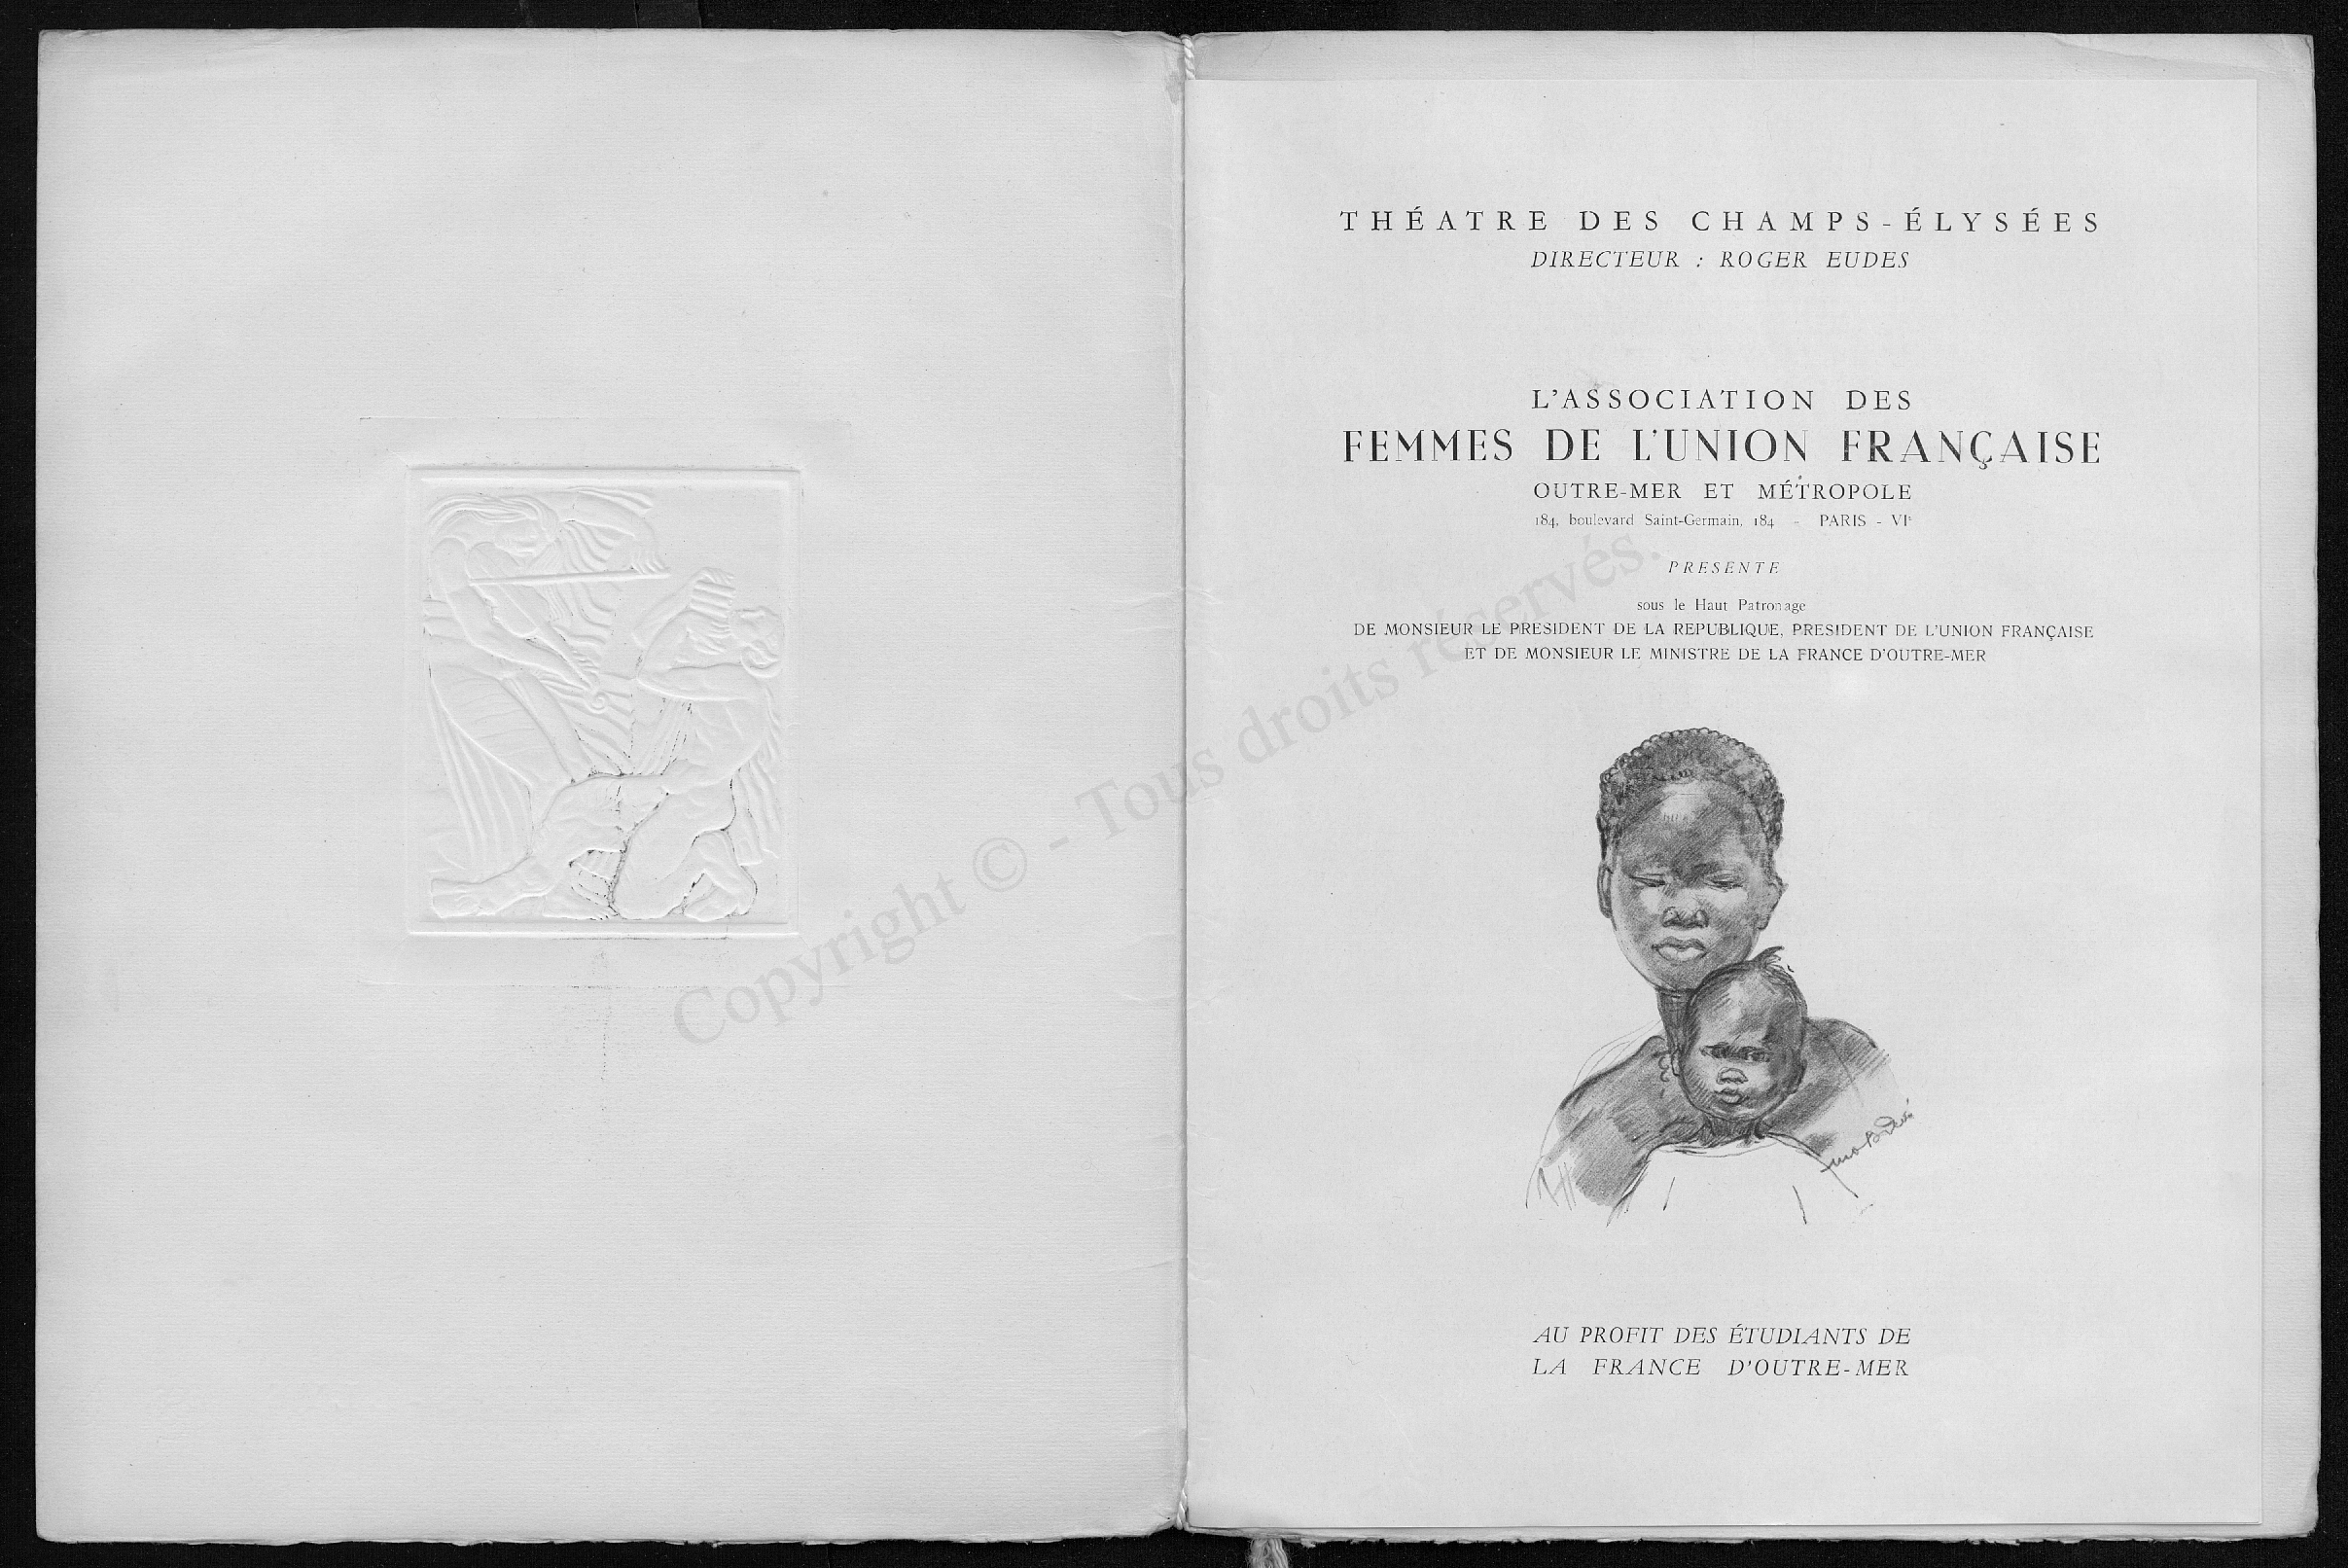 THÉATRE DES CHAMPS-ÉLYSÉES
DIRECTEUR : ROGER EUDES
L'ASSOCIATION DES
FEMMES DE L'UNION FRANÇAISE
OUTRE-MER ET MÉTROPOLE
184, boulevard Saint-Germain, 184 - PARIS - VIe
PRESENTE
sous le Haut Patronage
DE MONSIEUR LE PRESIDENT DE LA REPUBLIQUE, PRESIDENT DE L'UNION FRANÇAISE
ET DE MONSIEUR LE MINISTRE DE LA FRANCE D'OUTRE-MER
AU PROFIT DES ÉTUDIANTS DE
LA FRANCE D'OUTRE-MER
Copyright © - Tous droits réservés.